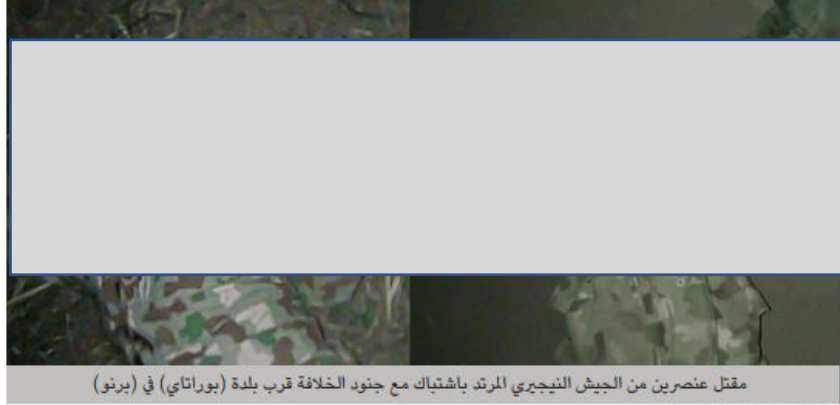 مقتل عنصرين من الجيش النيجيري المرتد باشتباك مع جنود الخلافة قرب بلدة (بوراتاي) في (برنو)